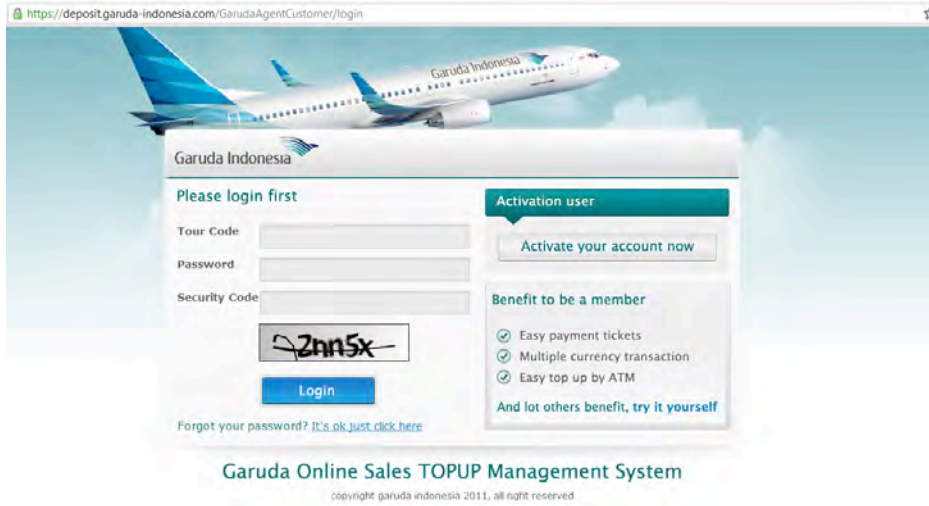 https://deposit.garuda-indonesia.com/GarudaAgentCustomer/login
Garuda Indonesia
Garuda Indonesia
Please login first
Tour Code
Password
Security Code
2nn5x
Login
Forgot your password? It's ok just click here
Activation user
Activate your account now
Benefit to be a member
Easy payment tickets
Multiple currency transaction
Easy top up by ATM
And lot others benefit, try it yourself
Garuda Online Sales TOPUP Management System
copyright garuda indonesia 2011, all right reserved